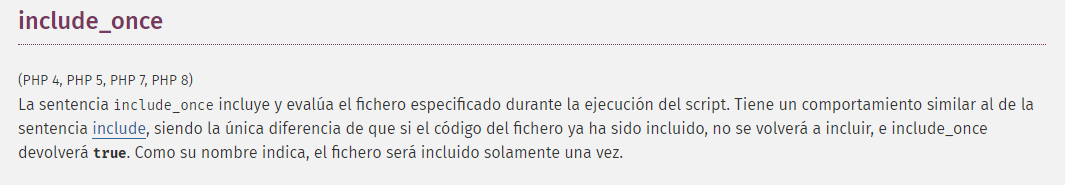 include_once
(PHP 4, PHP 5, PHP 7, PHP 8)
La sentencia include_once incluye y evalúa el fichero especificado durante la ejecución del script. Tiene un comportamiento similar al de la
sentencia include, siendo la única diferencia de que si el código del fichero ya ha sido incluido, no se volverá a incluir, e include_once
devolverá true. Como su nombre indica, el fichero será incluido solamente una vez.